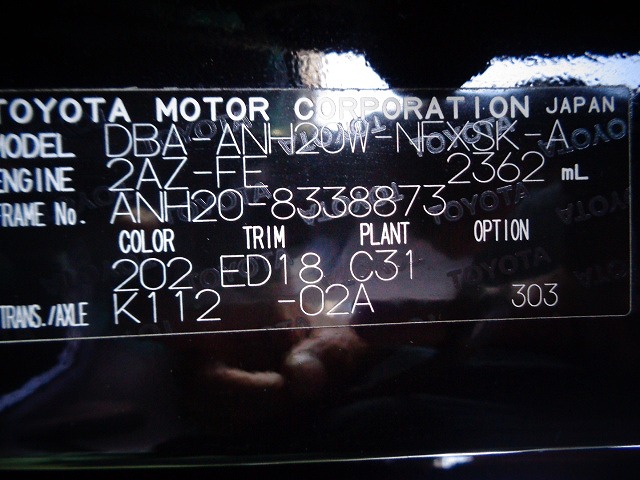 TOYOTA MOTOR CORPORATION JAPAN
MODEL DBA-ANH20W-NFXSK-A
ENGINE 2AZ-FE 2362 mL
FRAME No. ANH20-8338873
COLOR TRIM PLANT OPTION
202 ED18 C31
TRANS./AXLE K112 -02A 303